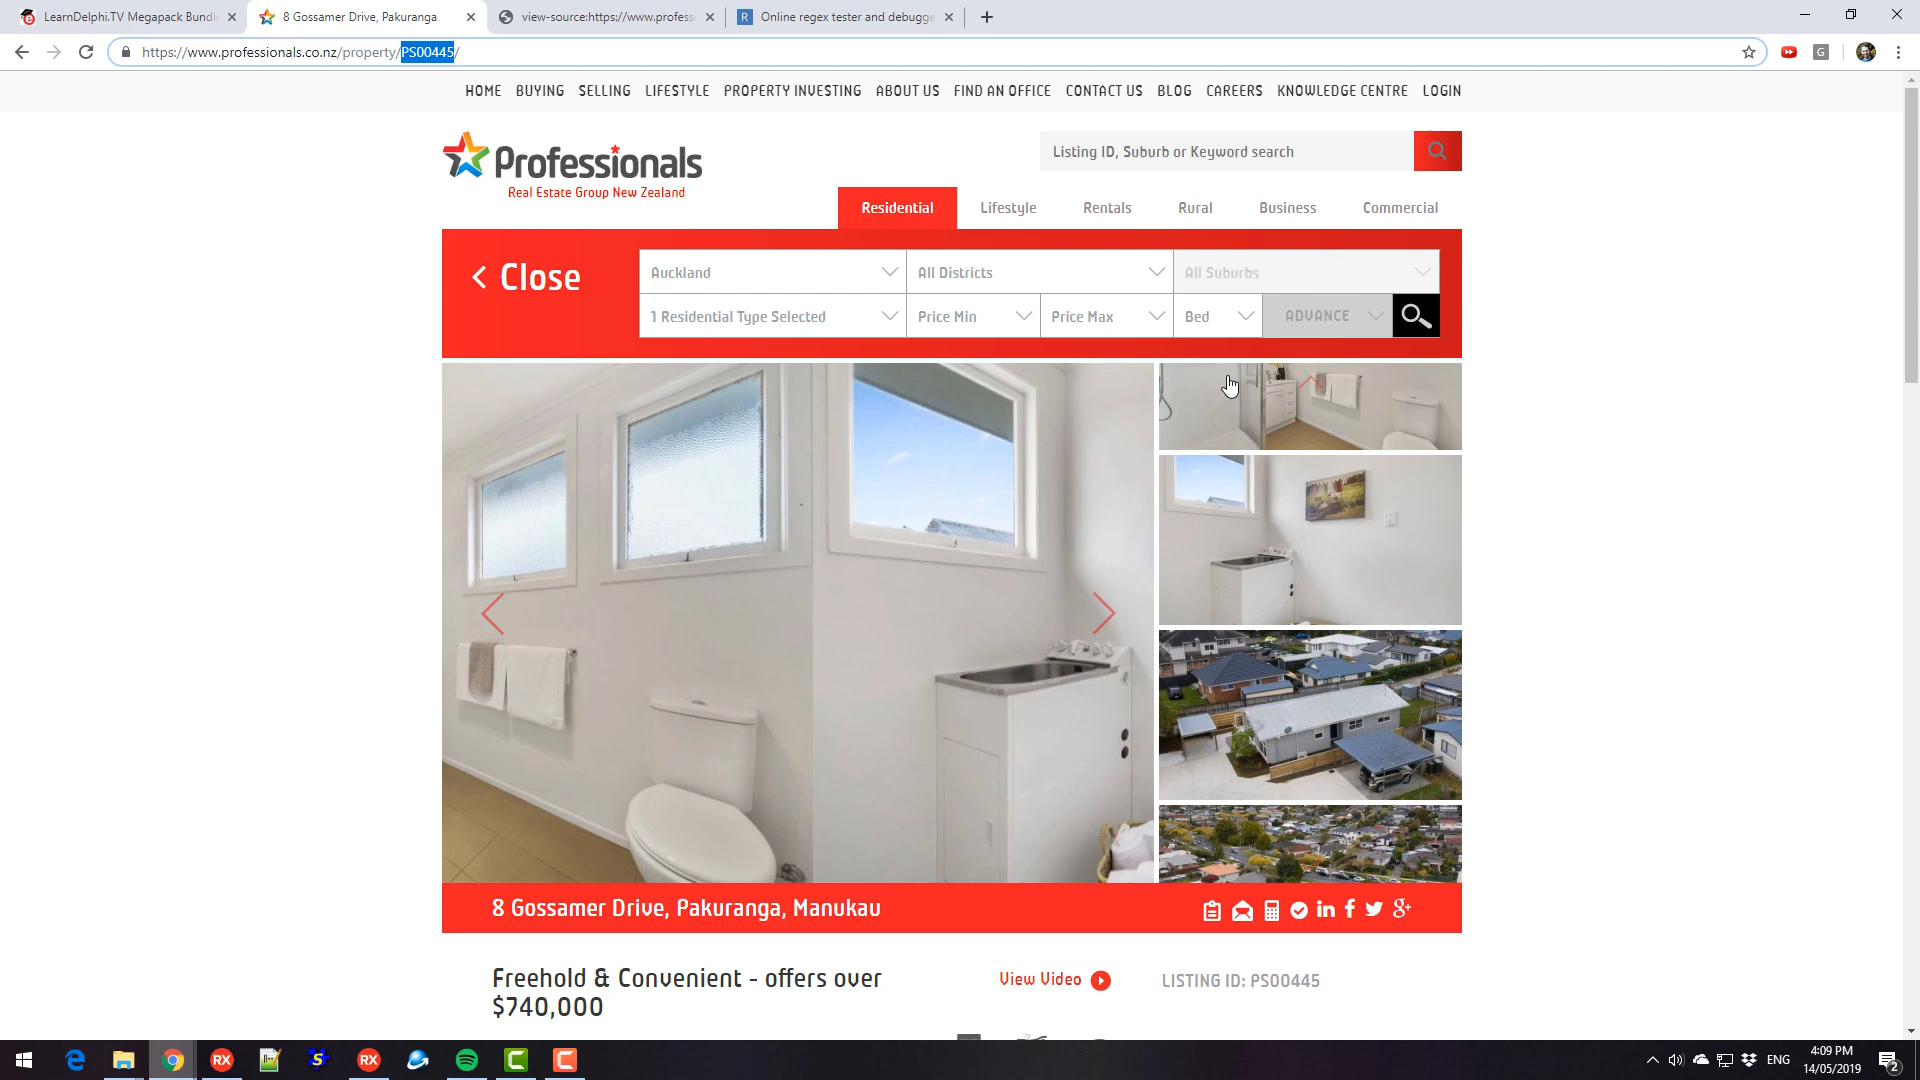 LearnDelphi.TV Megapack Bundl
8 Gossamer Drive, Pakuranga
view-source:https://www.profess
Online regex tester and debugge
https://www.professionals.co.nz/property/PS00445/
HOME BUYING SELLING LIFESTYLE PROPERTY INVESTING ABOUT US FIND AN OFFICE CONTACT US BLOG CAREERS KNOWLEDGE CENTRE LOGIN
Professionals
Real Estate Group New Zealand
Listing ID, Suburb or Keyword search
Residential Lifestyle Rentals Rural Business Commercial
Close
Auckland All Districts All Suburbs
1 Residential Type Selected Price Min Price Max Bed ADVANCE
8 Gossamer Drive, Pakuranga, Manukau
Freehold & Convenient - offers over
$740,000
View Video
LISTING ID: PS00445
ENG
4:09 PM
14/05/2019
2